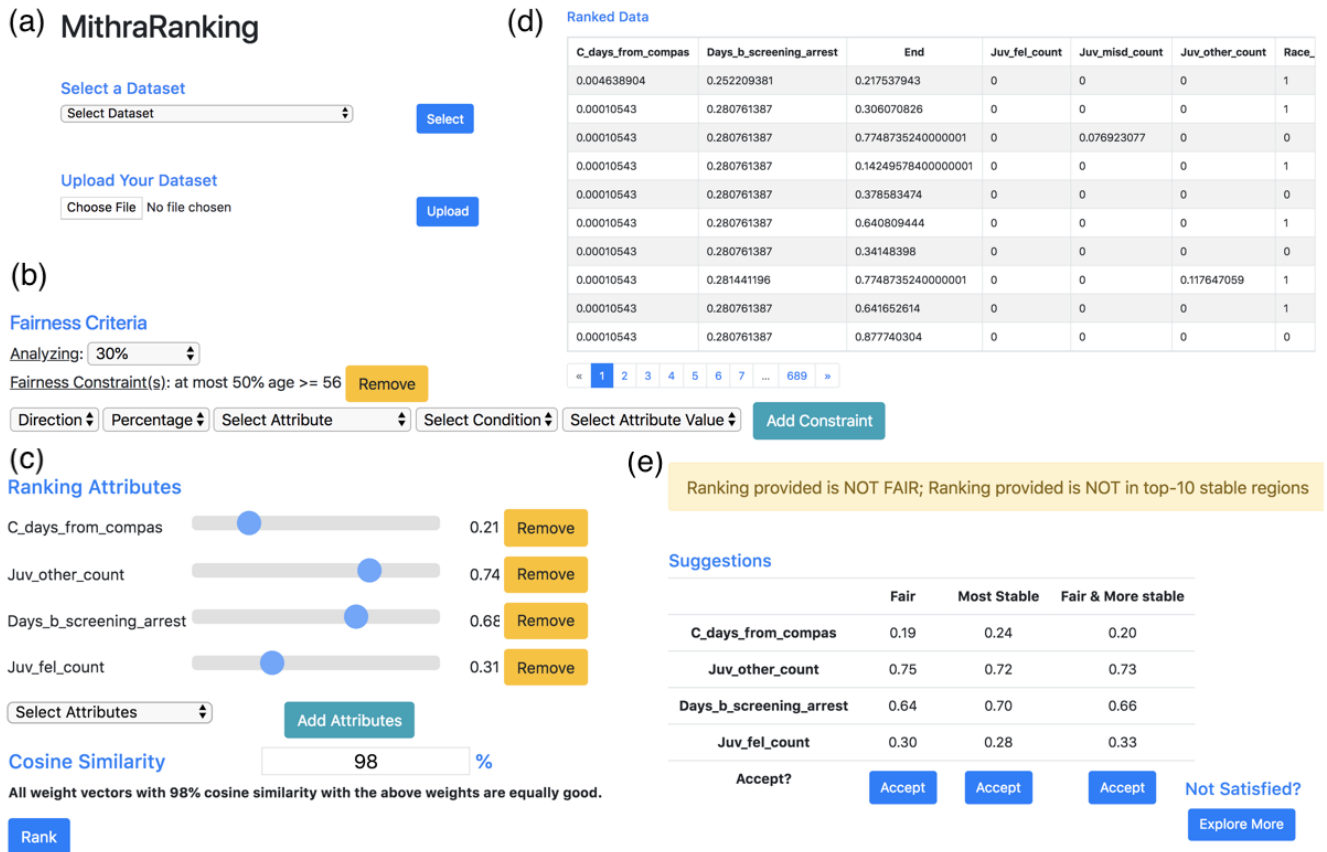 (a) MithraRanking
Select a Dataset
Select Dataset
Select
Upload Your Dataset
Choose File No file chosen
Upload
(b)
Fairness Criteria
Analyzing: 30%
Fairness Constraint(s): at most 50% age >= 56 Remove
Direction Percentage Select Attribute Select Condition Select Attribute Value Add Constraint
(c)
Ranking Attributes
C_days_from_compas 0.21 Remove
Juv_other_count 0.74 Remove
Days_b_screening_arrest 0.68 Remove
Juv_fel_count 0.31 Remove
Select Attributes Add Attributes
Cosine Similarity 98 %
All weight vectors with 98% cosine similarity with the above weights are equally good.
Rank
(d) Ranked Data
C_days_from_compas Days_b_screening_arrest End Juv_fel_count Juv_misd_count Juv_other_count Race_
0.004638904 0.252209381 0.217537943 0 0 0 1
0.00010543 0.280761387 0.306070826 0 0 0 1
0.00010543 0.280761387 0.7748735240000001 0 0.076923077 0 0
0.00010543 0.280761387 0.14249578400000001 0 0 0 1
0.00010543 0.280761387 0.378583474 0 0 0 0
0.00010543 0.280761387 0.640809444 0 0 0 1
0.00010543 0.280761387 0.34148398 0 0 0 0
0.00010543 0.281441196 0.7748735240000001 0 0 0.117647059 1
0.00010543 0.280761387 0.641652614 0 0 0 1
0.00010543 0.280761387 0.877740304 0 0 0 0
« 1 2 3 4 5 6 7 ... 689 »
(e)
Ranking provided is NOT FAIR; Ranking provided is NOT in top-10 stable regions
Suggestions
Fair Most Stable Fair & More stable
C_days_from_compas 0.19 0.24 0.20
Juv_other_count 0.75 0.72 0.73
Days_b_screening_arrest 0.64 0.70 0.66
Juv_fel_count 0.30 0.28 0.33
Accept? Accept Accept Accept
Not Satisfied?
Explore More